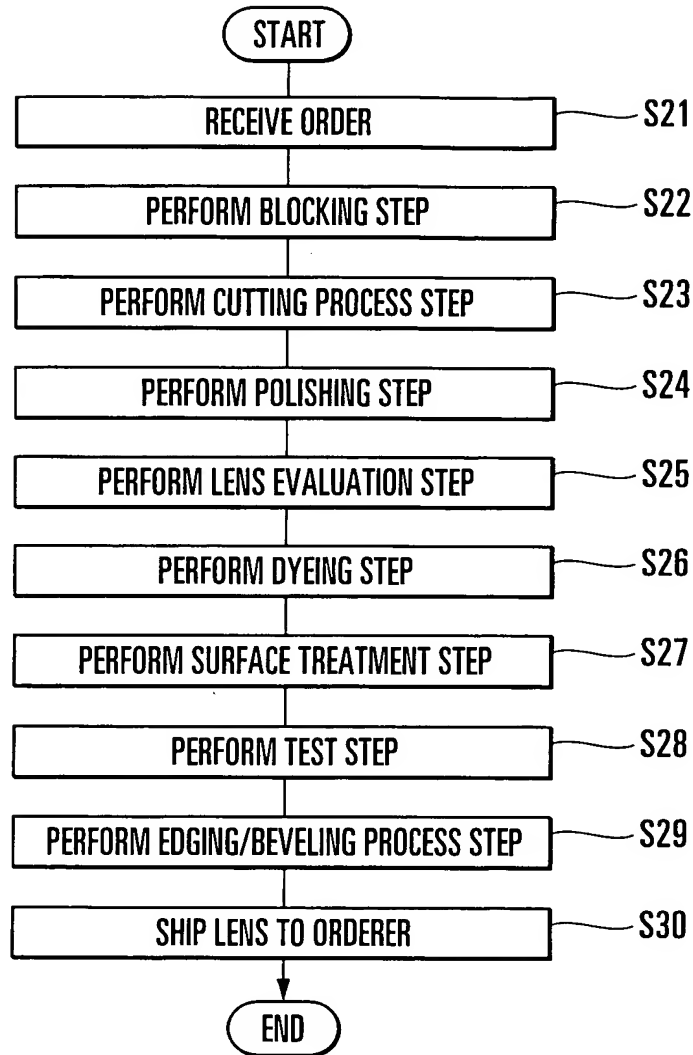 START
RECEIVE ORDER S21
PERFORM BLOCKING STEP S22
PERFORM CUTTING PROCESS STEP S23
PERFORM POLISHING STEP S24
PERFORM LENS EVALUATION STEP S25
PERFORM DYEING STEP S26
PERFORM SURFACE TREATMENT STEP S27
PERFORM TEST STEP S28
PERFORM EDGING/BEVELING PROCESS STEP S29
SHIP LENS TO ORDERER S30
END